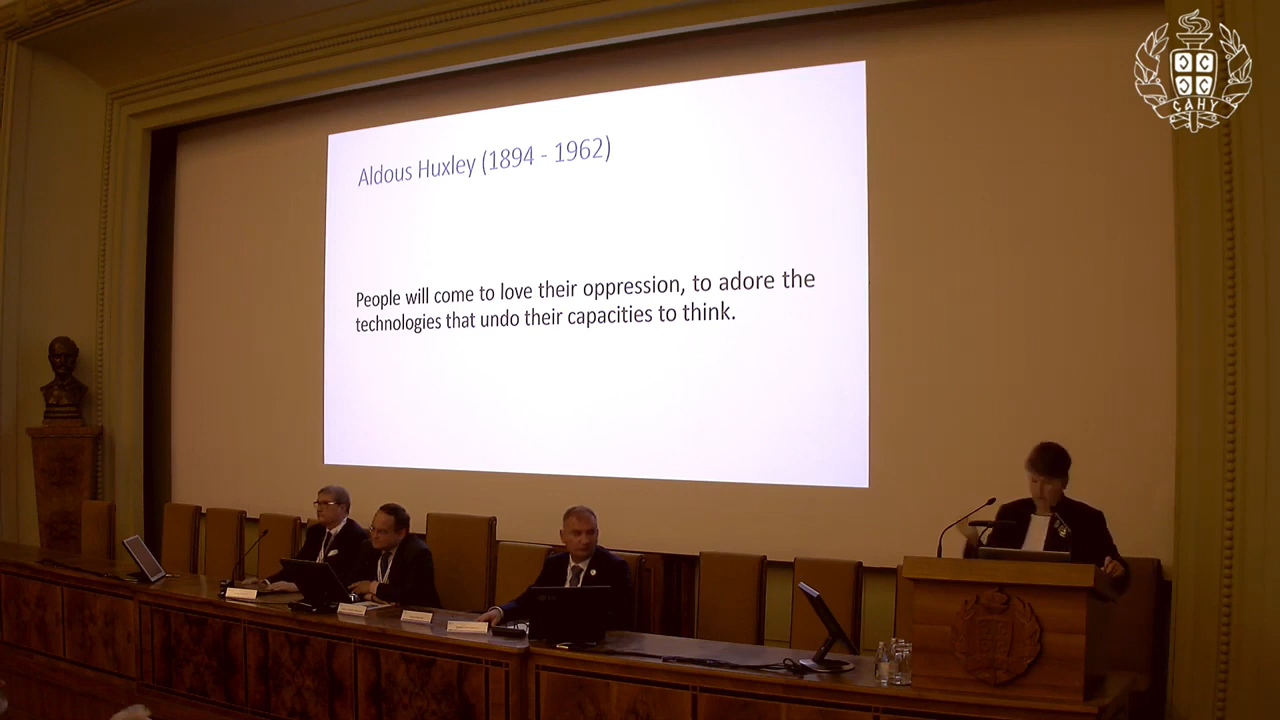 Aldous Huxley (1894 - 1962)
People will come to love their oppression, to adore the
technologies that undo their capacities to think.
САНУ